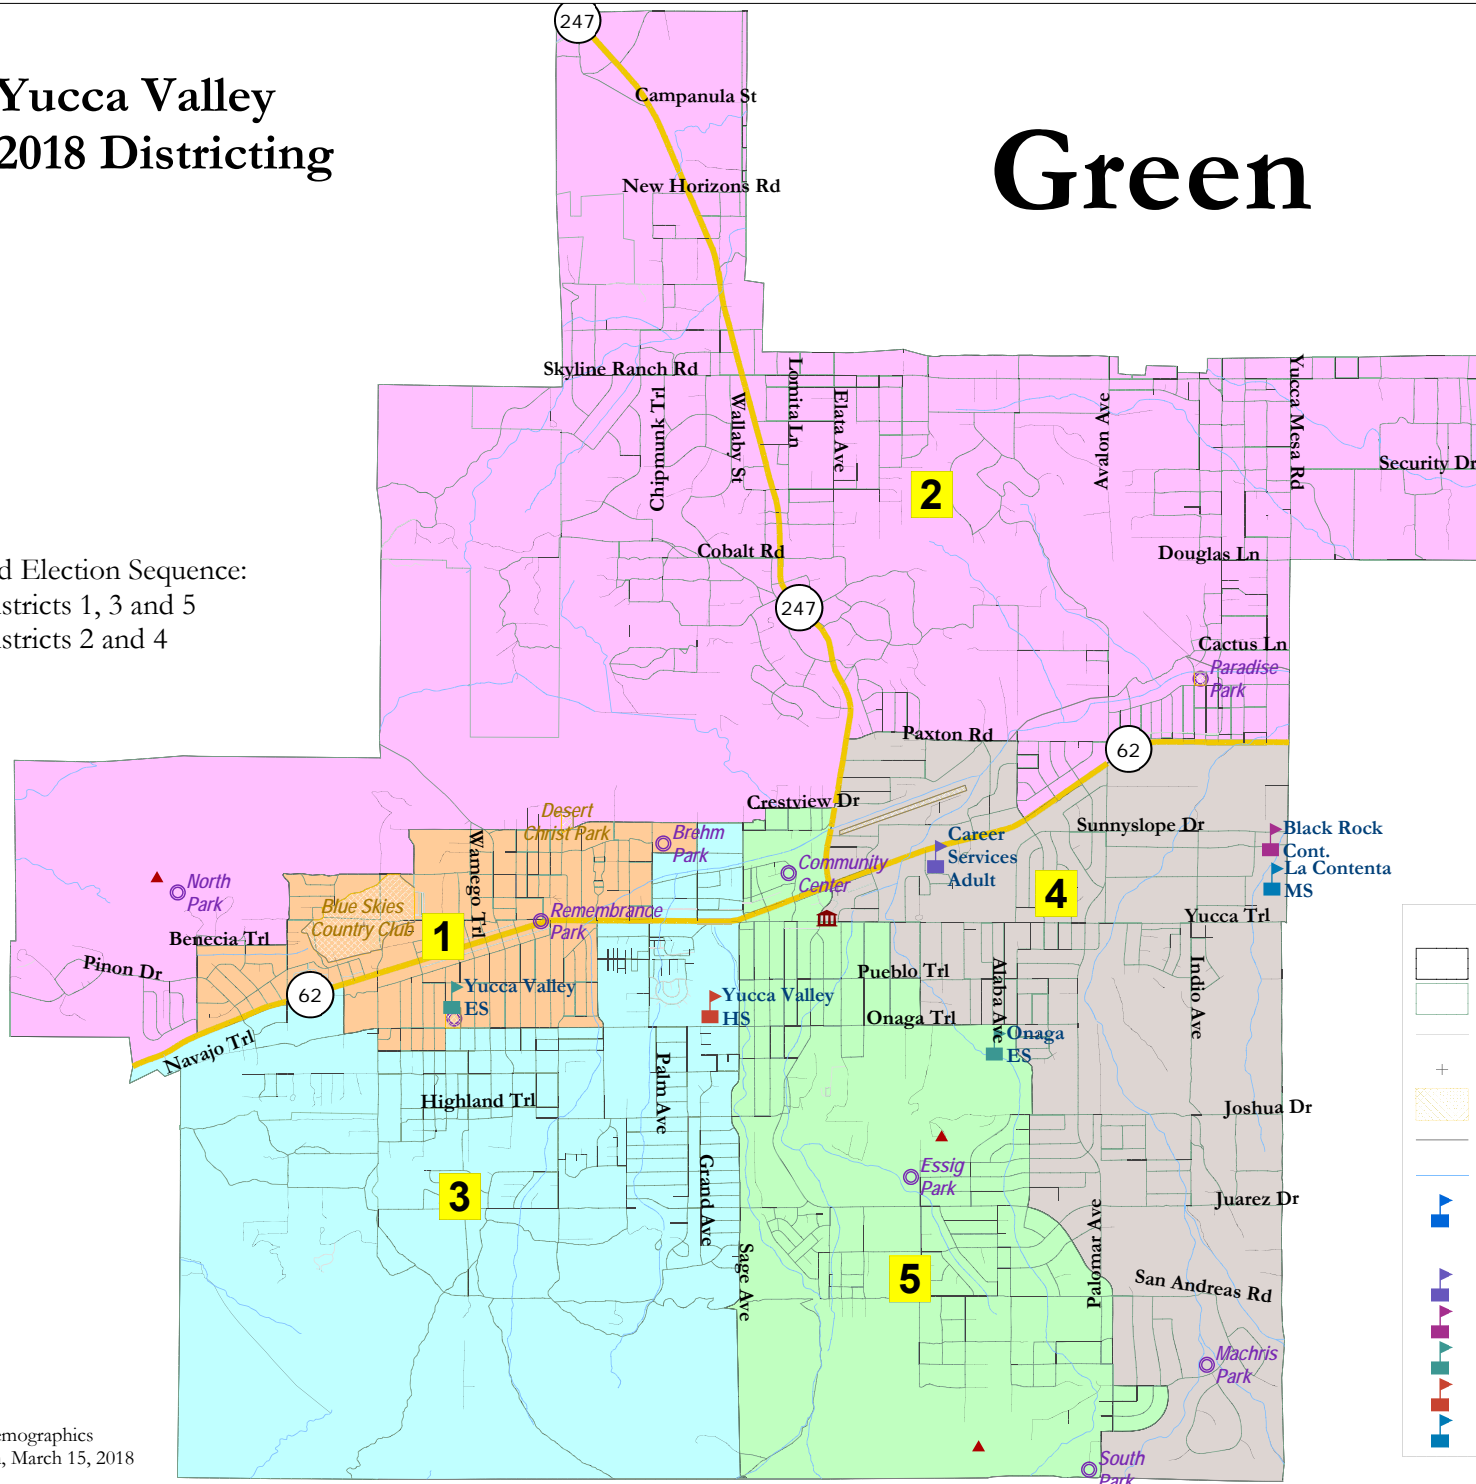 247
Yucca Valley
2018 Districting
Green
Campanula St
New Horizons Rd
Skyline Ranch Rd
Chipmunk Trl
Wallaby St
Lomita Ln
Elata Ave
Avalon Ave
Yucca Mesa Rd
Security Dr
2
Cobalt Rd
Douglas Ln
d Election Sequence:
stricts 1, 3 and 5
stricts 2 and 4
247
Cactus Ln
Paradise
Park
Paxton Rd
62
Crestview Dr
Desert
Christ Park
Brehm
Park
Wamego Trl
Sunnyslope Dr
Career
Services
Adult
Black Rock
Cont.
La Contenta
MS
Community
Center
North
Park
Blue Skies
Country Club
1
Remembrance
Park
4
Yucca Trl
Benecia Trl
Pinon Dr
62
Yucca Valley
ES
Yucca Valley
HS
Pueblo Trl
Alaba Ave
Indio Ave
Onaga Trl
Onaga
ES
Navajo Trl
Highland Trl
Palm Ave
Joshua Dr
Essig
Park
3
Grand Ave
Juarez Dr
Sage Ave
5
Palomar Ave
San Andreas Rd
Machris
Park
emographics
, March 15, 2018
South
Park